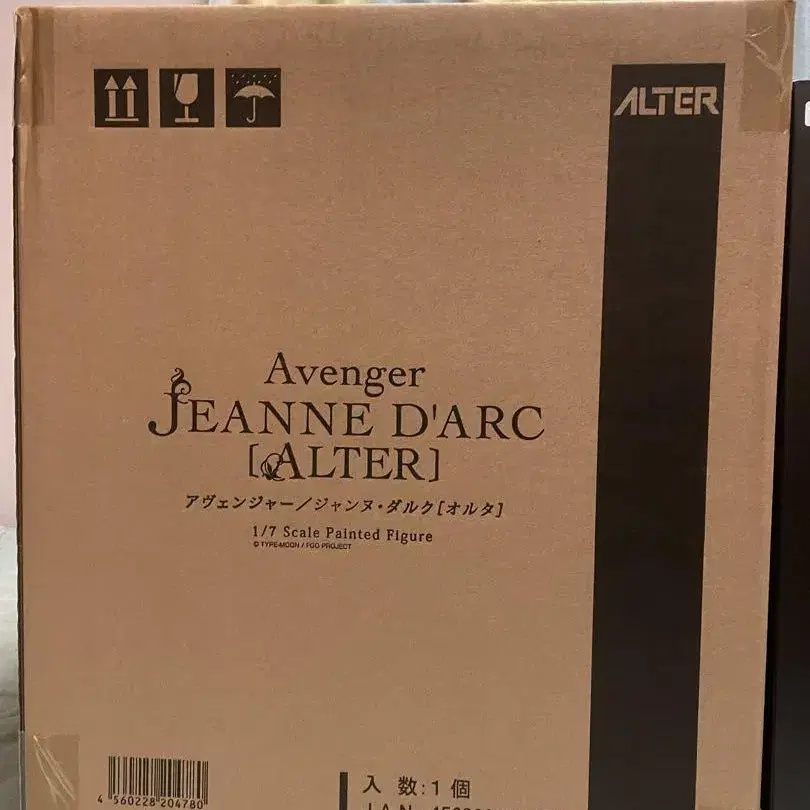 ALTER
Avenger
JEANNE D'ARC
[ALTER]
アヴェンジャー/ジャンヌ・ダルク[オルタ]
1/7 Scale Painted Figure
© TYPE-MOON / FGO PROJECT
4 560228 204780
入 数:1個